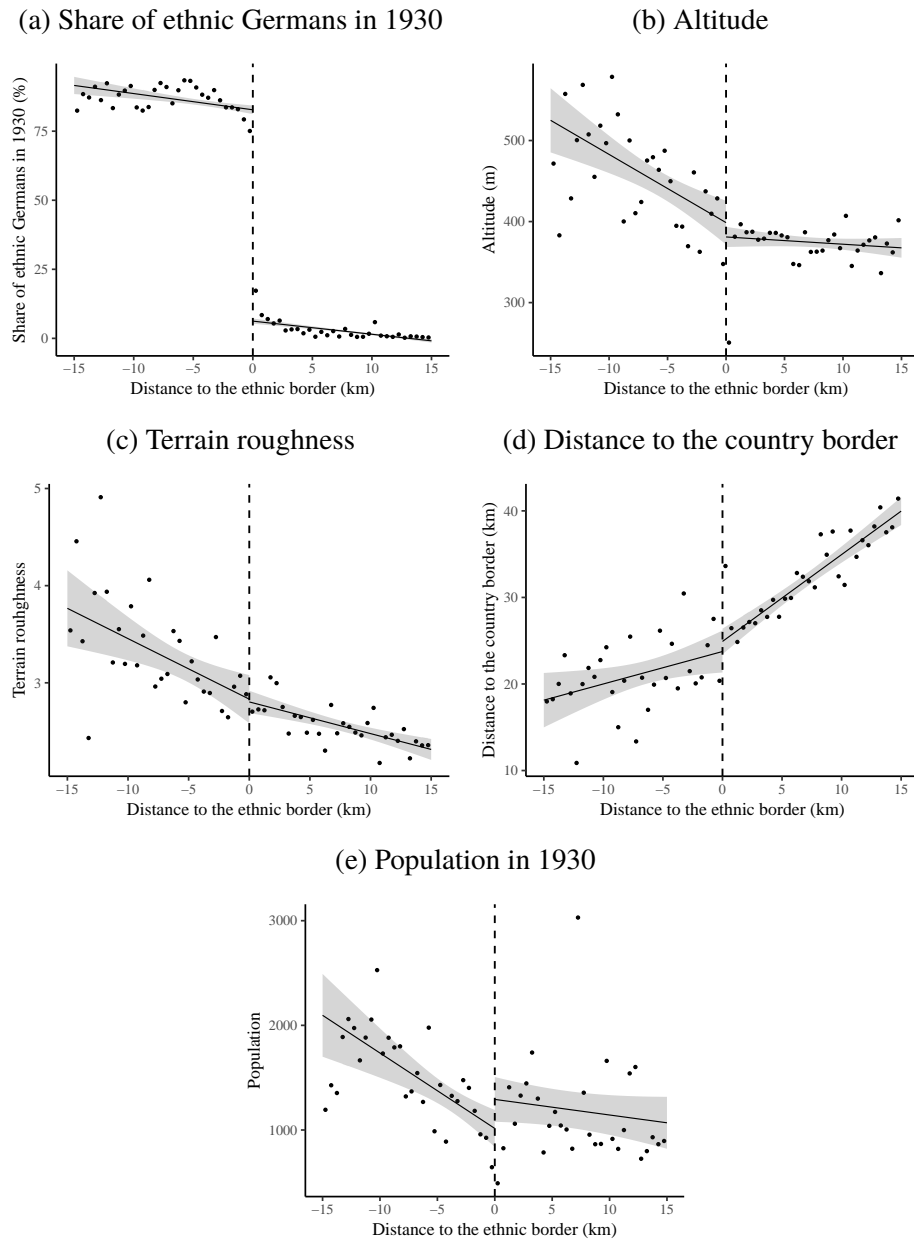 (a) Share of ethnic Germans in 1930
(b) Altitude
Share of ethnic Germans in 1930 (%)
75
50
25
0
−15 −10 −5 0 5 10 15
Distance to the ethnic border (km)
Altitude (m)
500
400
300
−15 −10 −5 0 5 10 15
Distance to the ethnic border (km)
(c) Terrain roughness
(d) Distance to the country border
Terrain rouhghness
5
4
3
−15 −10 −5 0 5 10 15
Distance to the ethnic border (km)
Distance to the country border (km)
40
30
20
10
−15 −10 −5 0 5 10 15
Distance to the ethnic border (km)
(e) Population in 1930
Population
3000
2000
1000
−15 −10 −5 0 5 10 15
Distance to the ethnic border (km)